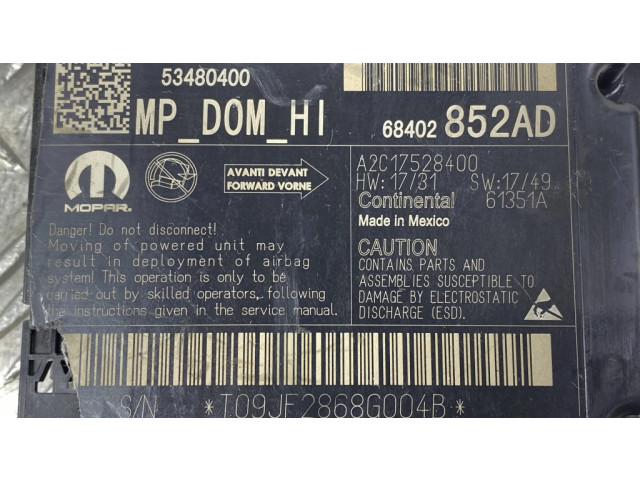 53480400
MP_DOM_HI
68402 852AD
MOPAR.
AVANTI DEVANT
FORWARD VORNE
A2C17528400
HW:17/31 SW:17/49
Continental 61351A
Made in Mexico
Danger! Do not disconnect!
Moving of powered unit may
result in deployment of airbag
system! This operation is only to be
carried out by skilled operators, following
the instructions given in the service manual.
CAUTION
CONTAINS PARTS AND
ASSEMBLIES SUSCEPTIBLE TO
DAMAGE BY ELECTROSTATIC
DISCHARGE (ESD).
S/N *T09JF2868G004B*